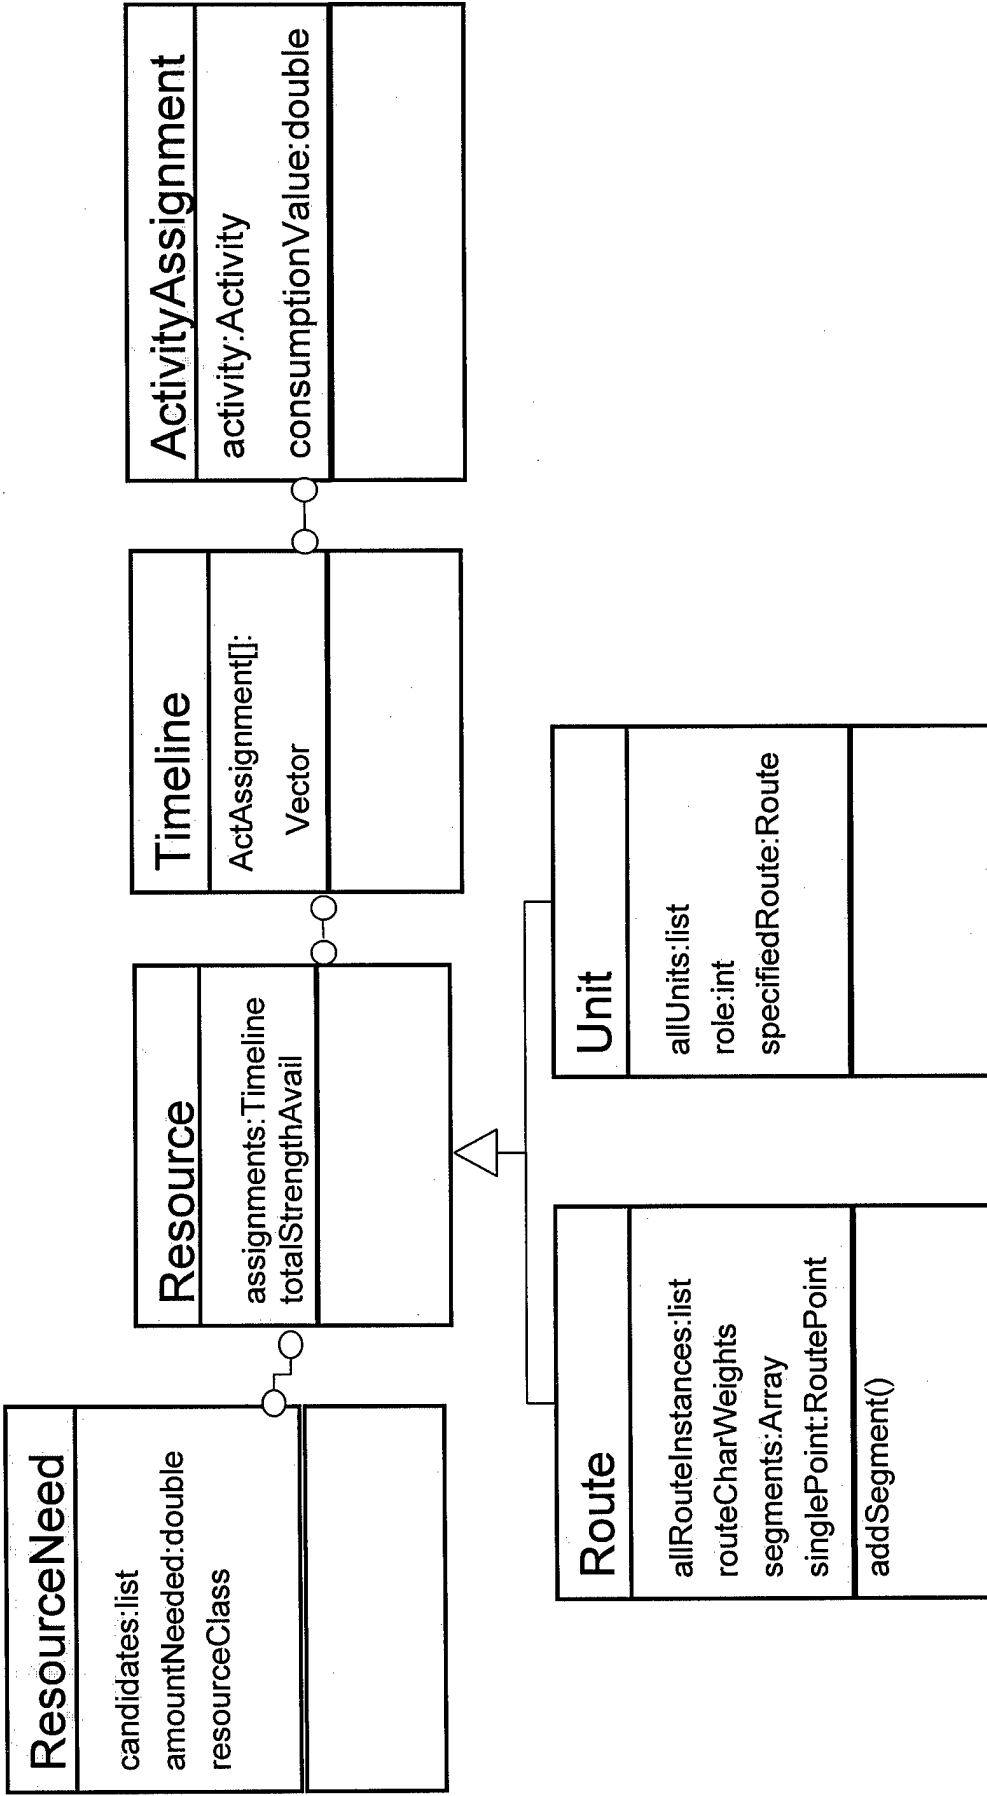 ResourceNeed
candidates:list
amountNeeded:double
resourceClass
Resource
assignments:Timeline
totalStrengthAvail
Timeline
ActAssignment[]:
Vector
ActivityAssignment
activity:Activity
consumptionValue:double
Route
allRouteInstances:list
routeCharWeights
segments:Array
singlePoint:RoutePoint
addSegment()
Unit
allUnits:list
role:int
specifiedRoute:Route